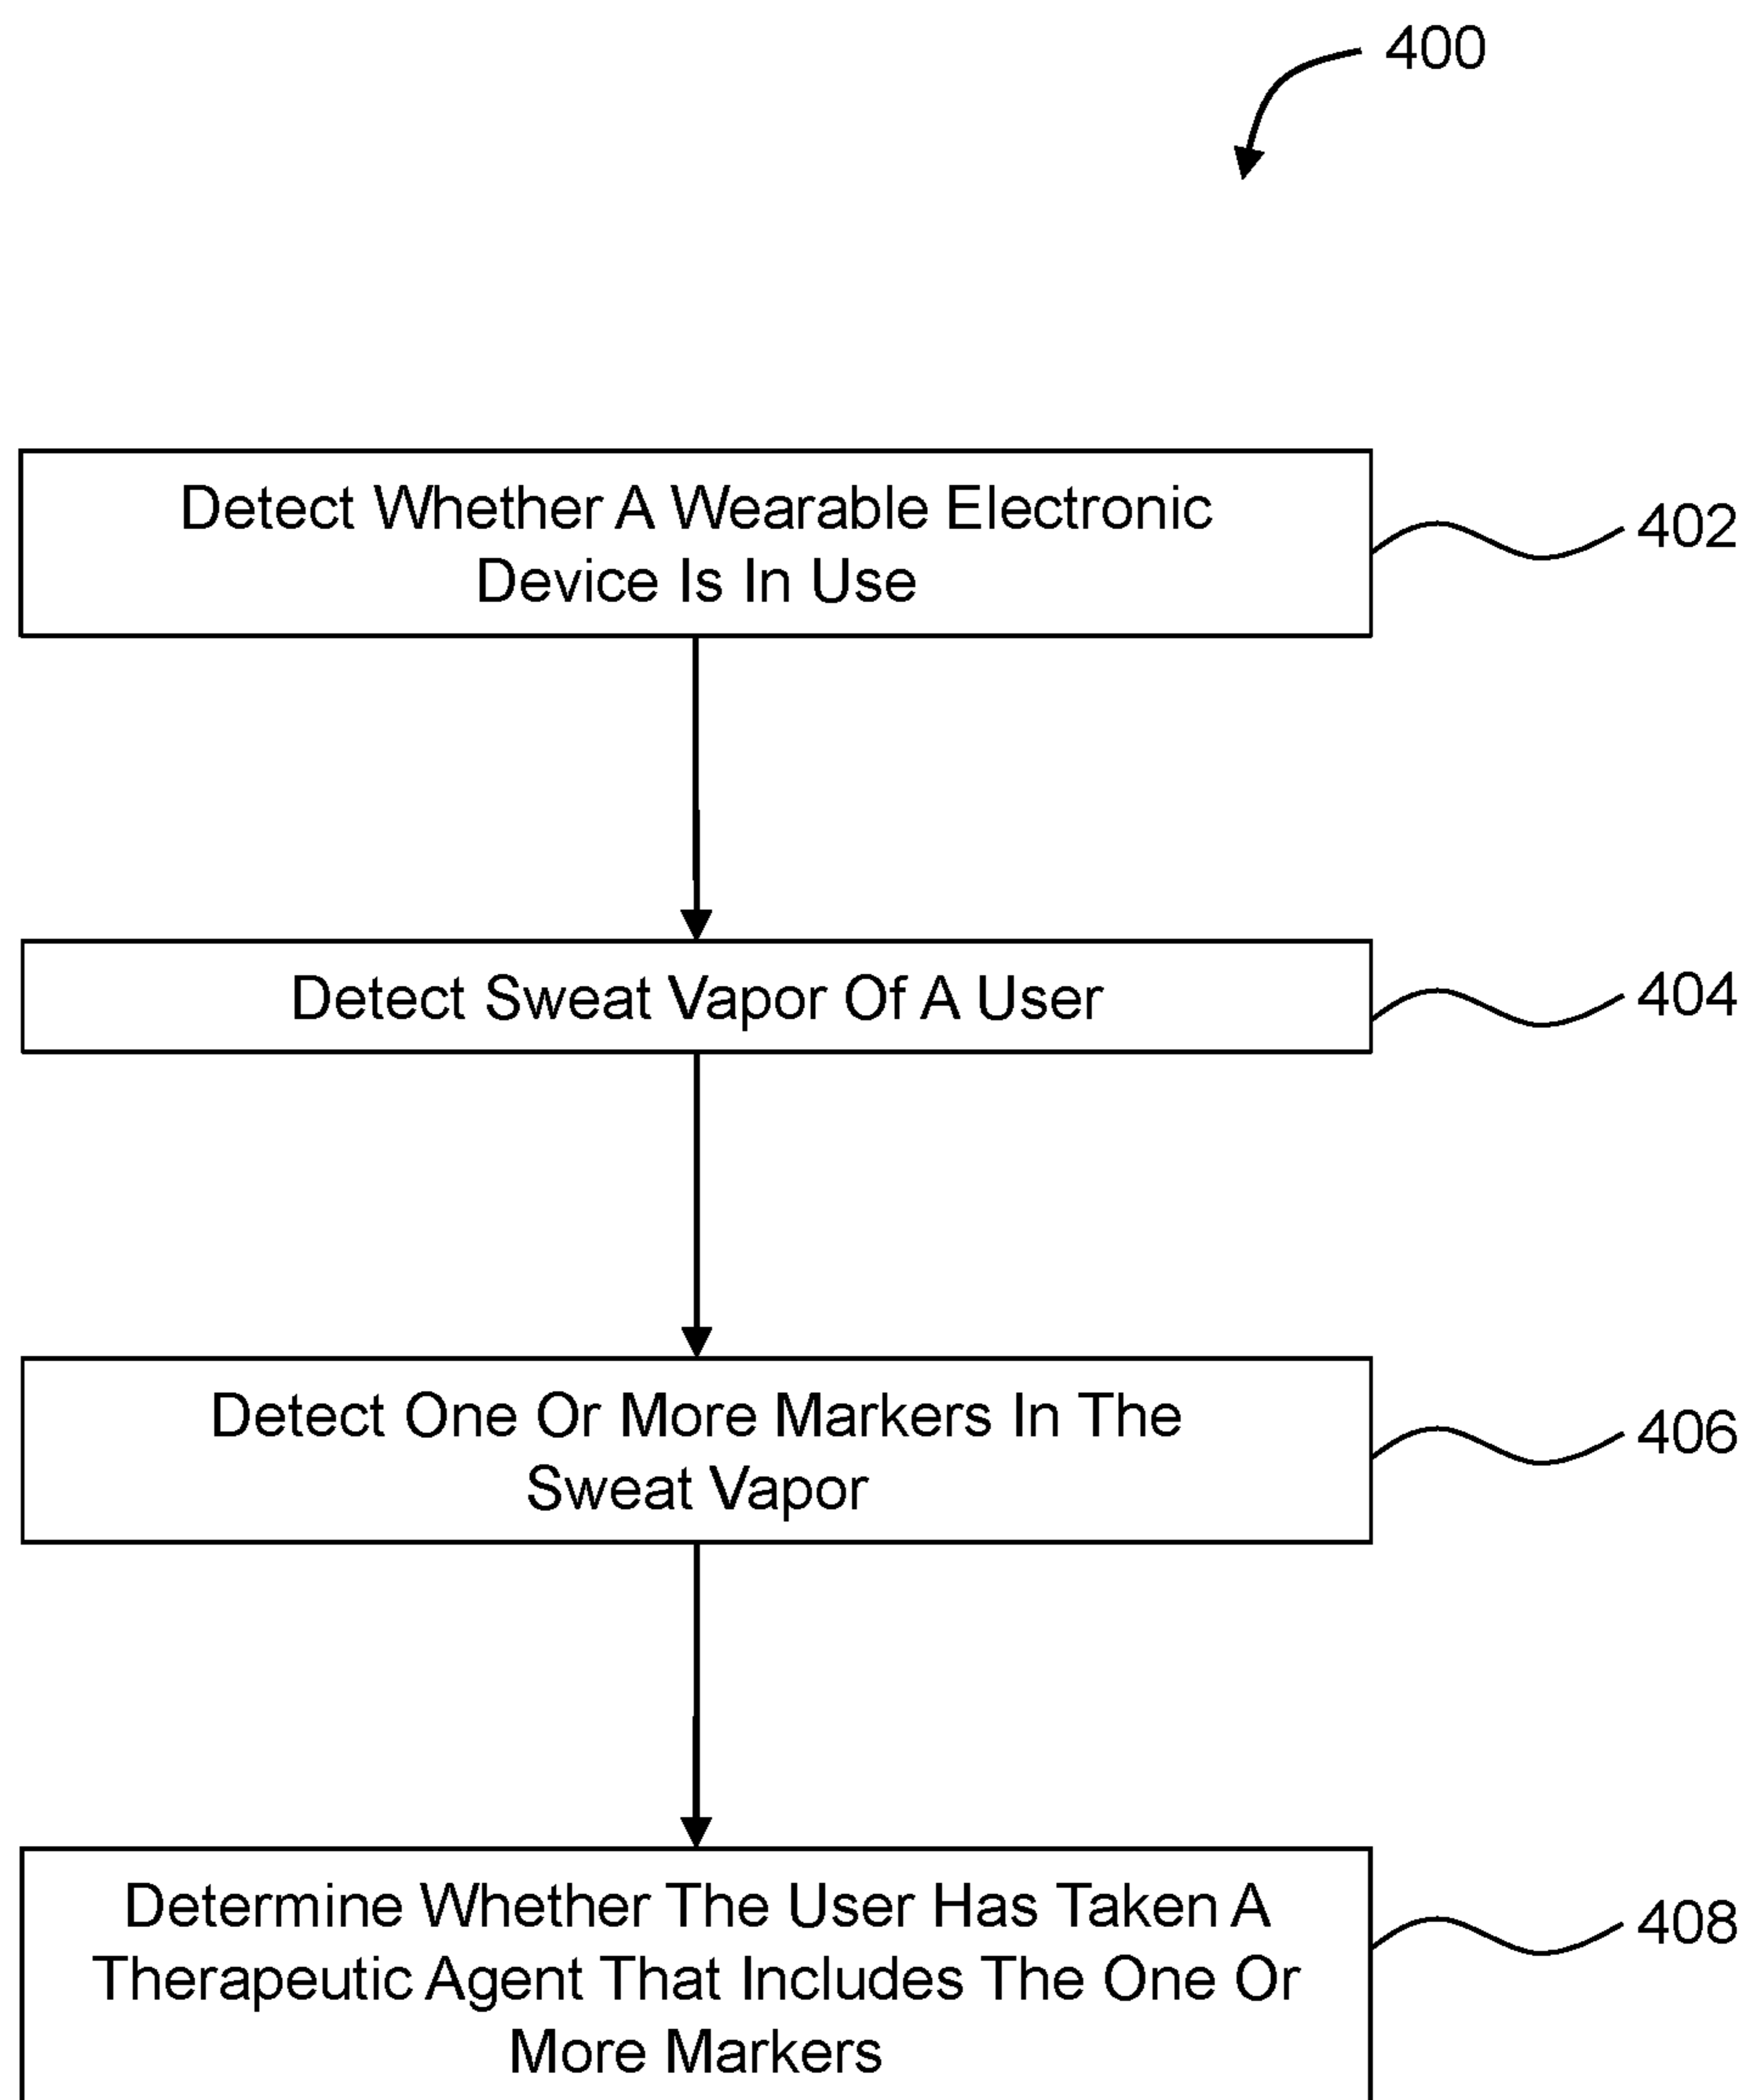 400
Detect Whether A Wearable Electronic
Device Is In Use
402
Detect Sweat Vapor Of A User
404
Detect One Or More Markers In The
Sweat Vapor
406
Determine Whether The User Has Taken A
Therapeutic Agent That Includes The One Or
More Markers
408